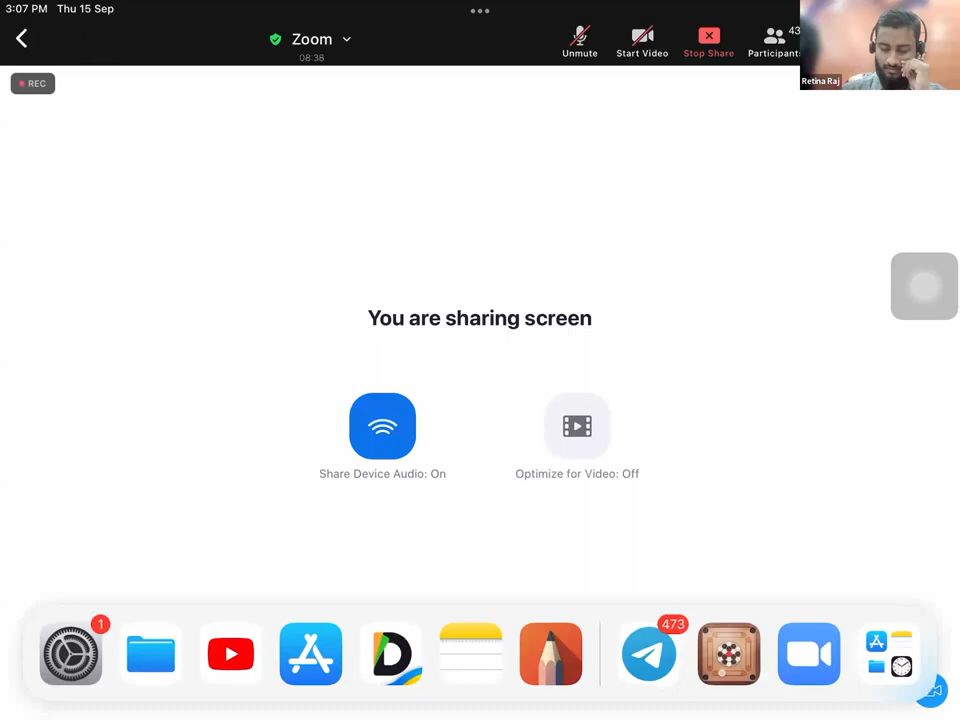 3:07 PM Thu 15 Sep
Zoom
08:38
Unmute
Start Video
Stop Share
43
Participants
Retina Raj
REC
You are sharing screen
Share Device Audio: On
Optimize for Video: Off
1
473